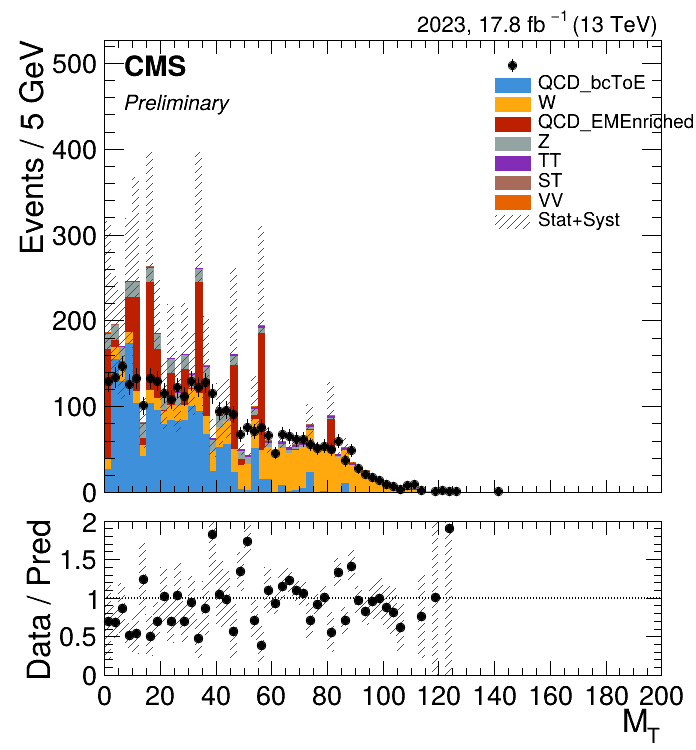 2023, 17.8 fb⁻¹ (13 TeV)
CMS
Preliminary
QCD_bcToE
W
QCD_EMEnriched
Z
TT
ST
VV
Stat+Syst
Events / 5 GeV
500
400
300
200
100
0
Data / Pred
2
1.5
1
0.5
0
0 20 40 60 80 100 120 140 160 180 200
M_T